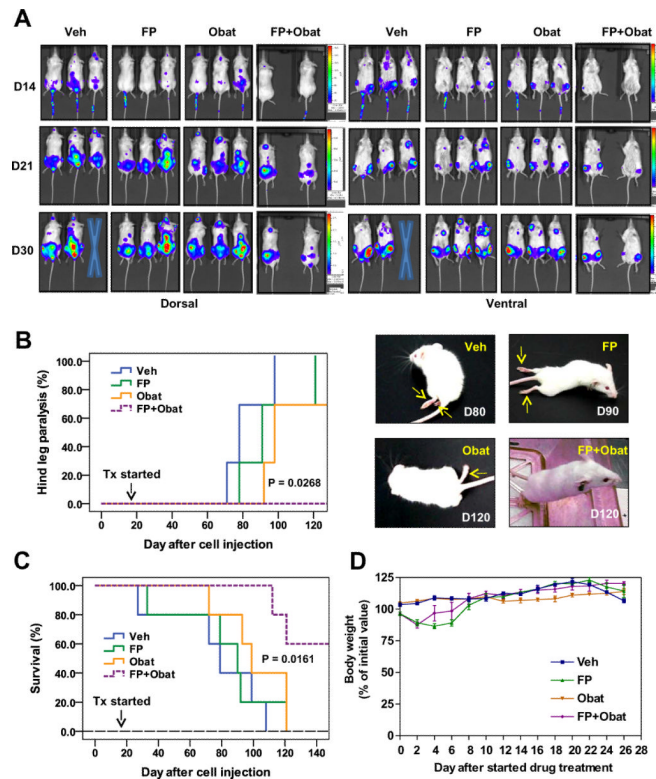 A
Veh FP Obat FP+Obat Veh FP Obat FP+Obat
D14
D21
D30
Dorsal Ventral
B
Hind leg paralysis (%)
100.0
80.0
60.0
40.0
20.0
0.0
Veh
FP
Obat
FP+Obat
Tx started
P = 0.0268
0 20 40 60 80 100 120
Day after cell injection
Veh
D80
FP
D90
Obat
D120
FP+Obat
D120
C
Survival (%)
100.0
80.0
60.0
40.0
20.0
0.0
Veh
FP
Obat
FP+Obat
P = 0.0161
Tx started
0 20 40 60 80 100 120 140
Day after cell injection
D
Body weight
(% of initial value)
125
100
75
50
25
0
Veh
FP
Obat
FP+Obat
0 2 4 6 8 10 12 14 16 18 20 22 24 26 28
Day after started drug treatment